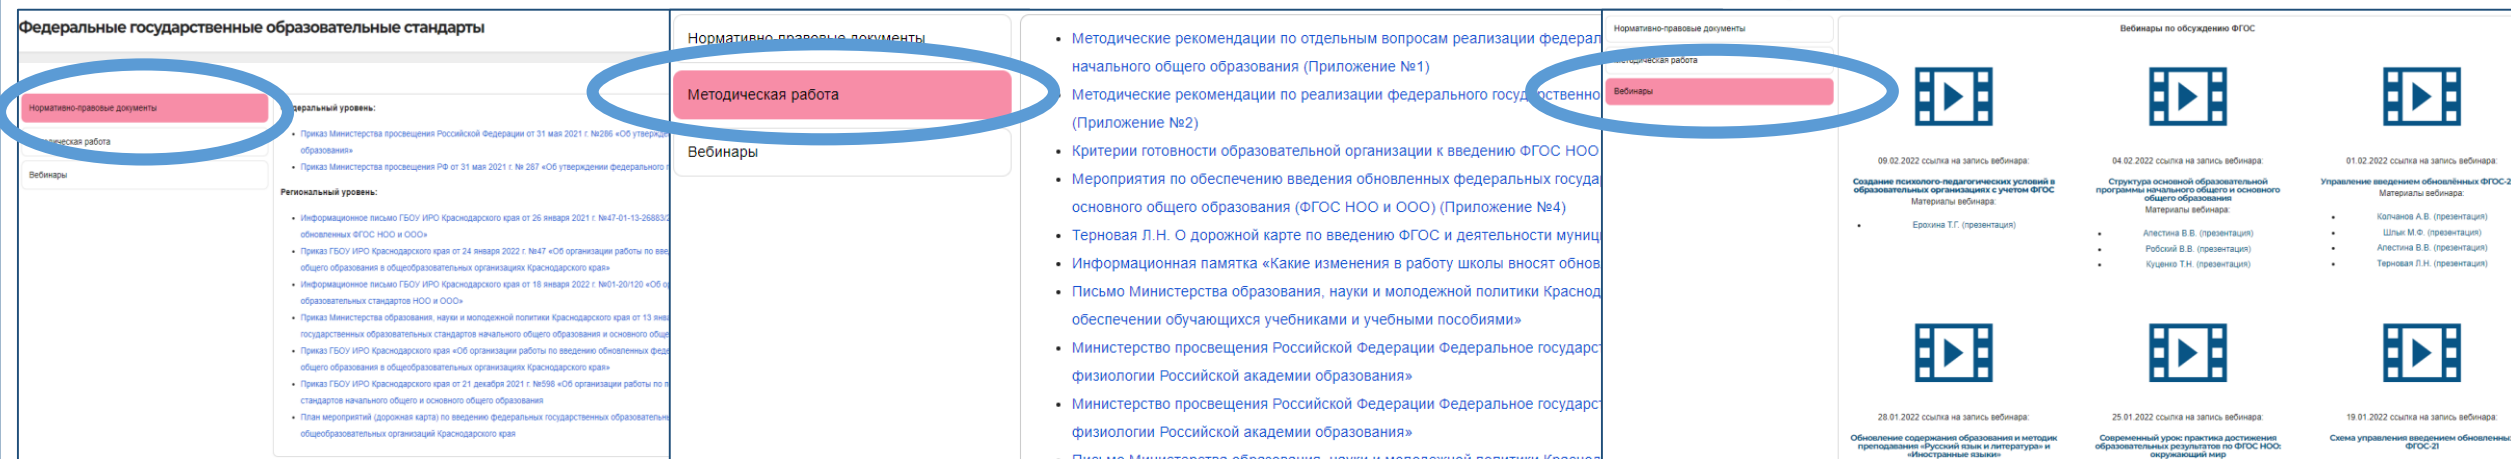 Федеральные государственные образовательные стандарты
Нормативно-правовые документы
Методическая работа
Вебинары
Федеральный уровень:
Приказ Министерства просвещения Российской Федерации от 31 мая 2021 г. №286 «Об
образования»
Приказ Министерства просвещения РФ от 31 мая 2021 г. № 287 «Об утверждении федерального
Региональный уровень:
Информационное письмо ГБОУ ИРО Краснодарского края от 26 января 2021 г. №47-01-13-26883/2
обновленных ФГОС НОО и ООО»
Приказ ГБОУ ИРО Краснодарского края от 24 января 2022 г. №47 «Об организации работы по
общего образования в общеобразовательных организациях Краснодарского края»
Информационное письмо ГБОУ ИРО Краснодарского края от 18 января 2022 г. №01-20/120 «Об
образовательных стандартов НОО и ООО»
Приказ Министерства образования, науки и молодежной политики Краснодарского края от 13
государственных образовательных стандартов начального общего образования и основного
Приказ ГБОУ ИРО Краснодарского края «Об организации работы по введению обновленных
общего образования в общеобразовательных организациях Краснодарского края»
Приказ ГБОУ ИРО Краснодарского края от 21 декабря 2021 г. №598 «Об организации работы по
стандартов начального общего и основного общего образования
План мероприятий (дорожная карта) по введению федеральных государственных
общеобразовательных организаций Краснодарского края
Нормативно-правовые документы
Методическая работа
Вебинары
Методические рекомендации по отдельным вопросам реализации
начального общего образования (Приложение №1)
Методические рекомендации по реализации федерального
(Приложение №2)
Критерии готовности образовательной организации к введению ФГОС НОО
Мероприятия по обеспечению введения обновленных федеральных
основного общего образования (ФГОС НОО и ООО) (Приложение №4)
Терновая Л.Н. О дорожной карте по введению ФГОС и деятельности
Информационная памятка «Какие изменения в работу школы вносят
Письмо Министерства образования, науки и молодежной политики
обеспечении обучающихся учебниками и учебными пособиями»
Министерство просвещения Российской Федерации Федеральное
физиологии Российской академии образования»
Министерство просвещения Российской Федерации Федеральное
физиологии Российской академии образования»
Письмо Министерства образования, науки и молодежной политики
Нормативно-правовые документы
Методическая работа
Вебинары
Вебинары по обсуждению ФГОС
09.02.2022 ссылка на запись вебинара:
Создание психолого-педагогических условий в
образовательных организациях с учетом ФГОС
Материалы вебинара:
Ерохина Т.Г. (презентация)
04.02.2022 ссылка на запись вебинара:
Структура основной образовательной
программы начального общего и основного
общего образования
Материалы вебинара:
Алестина В.В. (презентация)
Робский В.В. (презентация)
Куценко Т.Н. (презентация)
01.02.2022 ссылка на запись вебинара:
Управление введением обновлённых ФГОС-2
Материалы вебинара:
Колчанов А.В. (презентация)
Шлык М.Ф. (презентация)
Алестина В.В. (презентация)
Терновая Л.Н. (презентация)
28.01.2022 ссылка на запись вебинара:
Обновление содержания образования и методик
преподавания «Русский язык и литература» и
«Иностранные языки»
25.01.2022 ссылка на запись вебинара:
Современный урок: практика достижения
образовательных результатов по ФГОС НОО:
окружающий мир
19.01.2022 ссылка на запись вебинара:
Схема управления введением
ФГОС-21